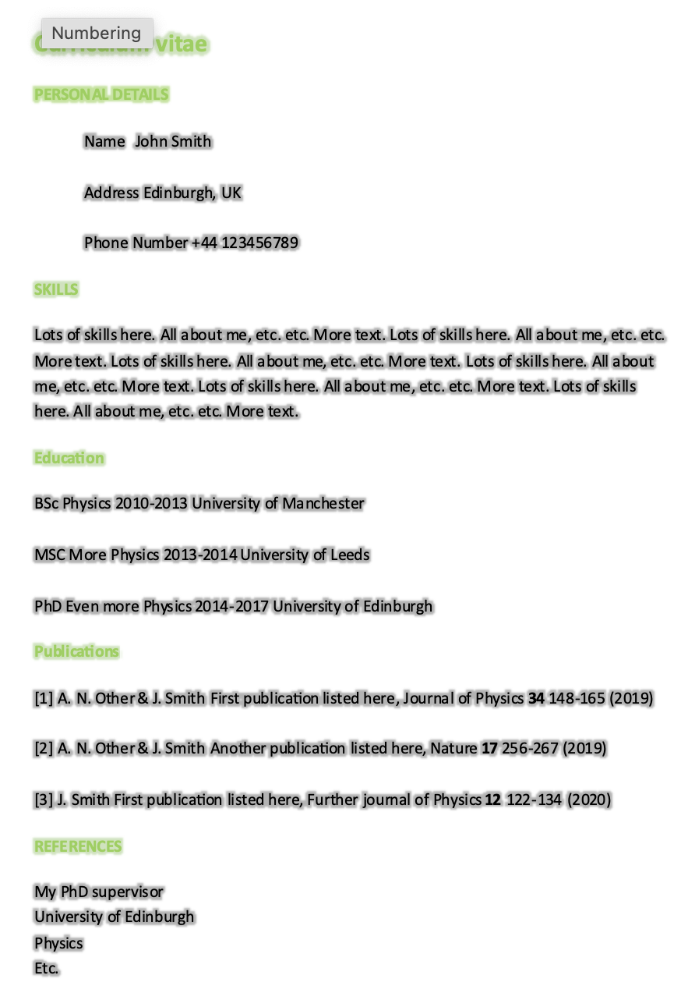 Numbering
vitae
PERSONAL DETAILS
Name John Smith
Address Edinburgh, UK
Phone Number +44 123456789
SKILLS
Lots of skills here. All about me, etc. etc. More text. Lots of skills here. All about me, etc. etc.
More text. Lots of skills here. All about me, etc. etc. More text. Lots of skills here. All about
me, etc. etc. More text. Lots of skills here. All about me, etc. etc. More text. Lots of skills
here. All about me, etc. etc. More text.
Education
BSc Physics 2010-2013 University of Manchester
MSC More Physics 2013-2014 University of Leeds
PhD Even more Physics 2014-2017 University of Edinburgh
Publications
[1] A. N. Other & J. Smith First publication listed here, Journal of Physics 34 148-165 (2019)
[2] A. N. Other & J. Smith Another publication listed here, Nature 17 256-267 (2019)
[3] J. Smith First publication listed here, Further journal of Physics 12 122-134 (2020)
REFERENCES
My PhD supervisor
University of Edinburgh
Physics
Etc.